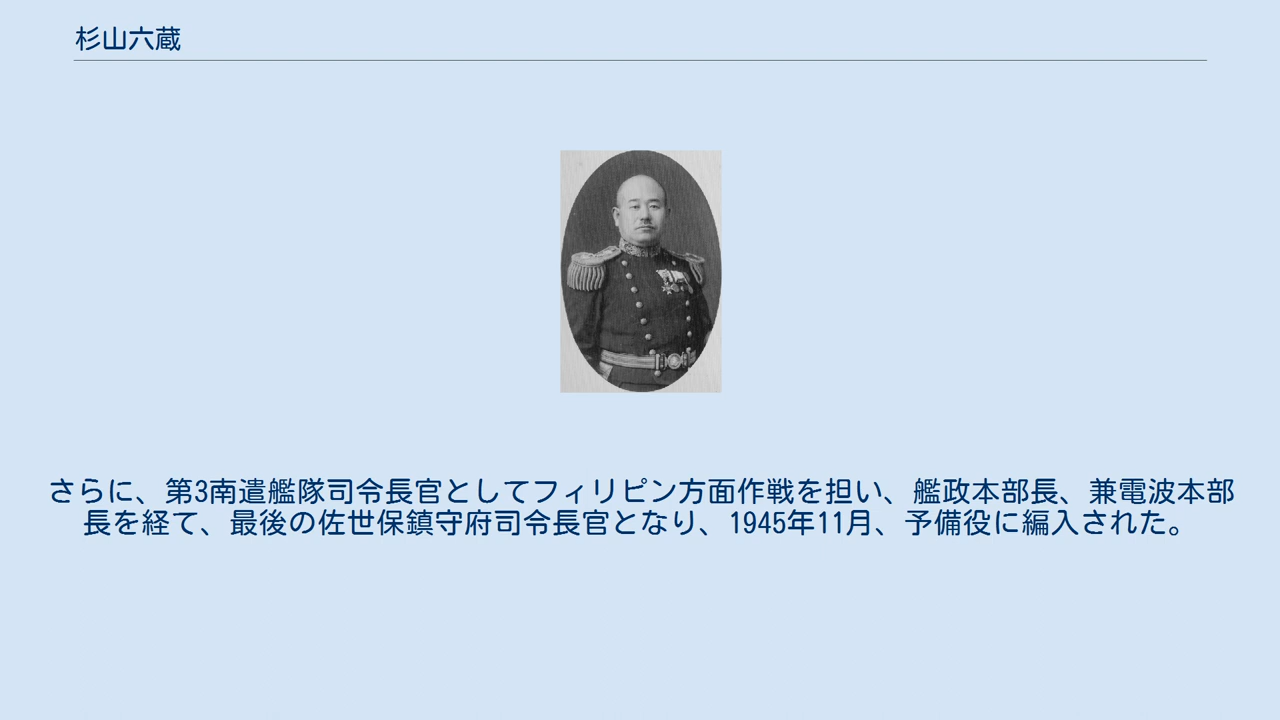 杉山六蔵
さらに、第3南遣艦隊司令長官としてフィリピン方面作戦を担い、艦政本部長、兼電波本部
長を経て、最後の佐世保鎮守府司令長官となり、1945年11月、予備役に編入された。